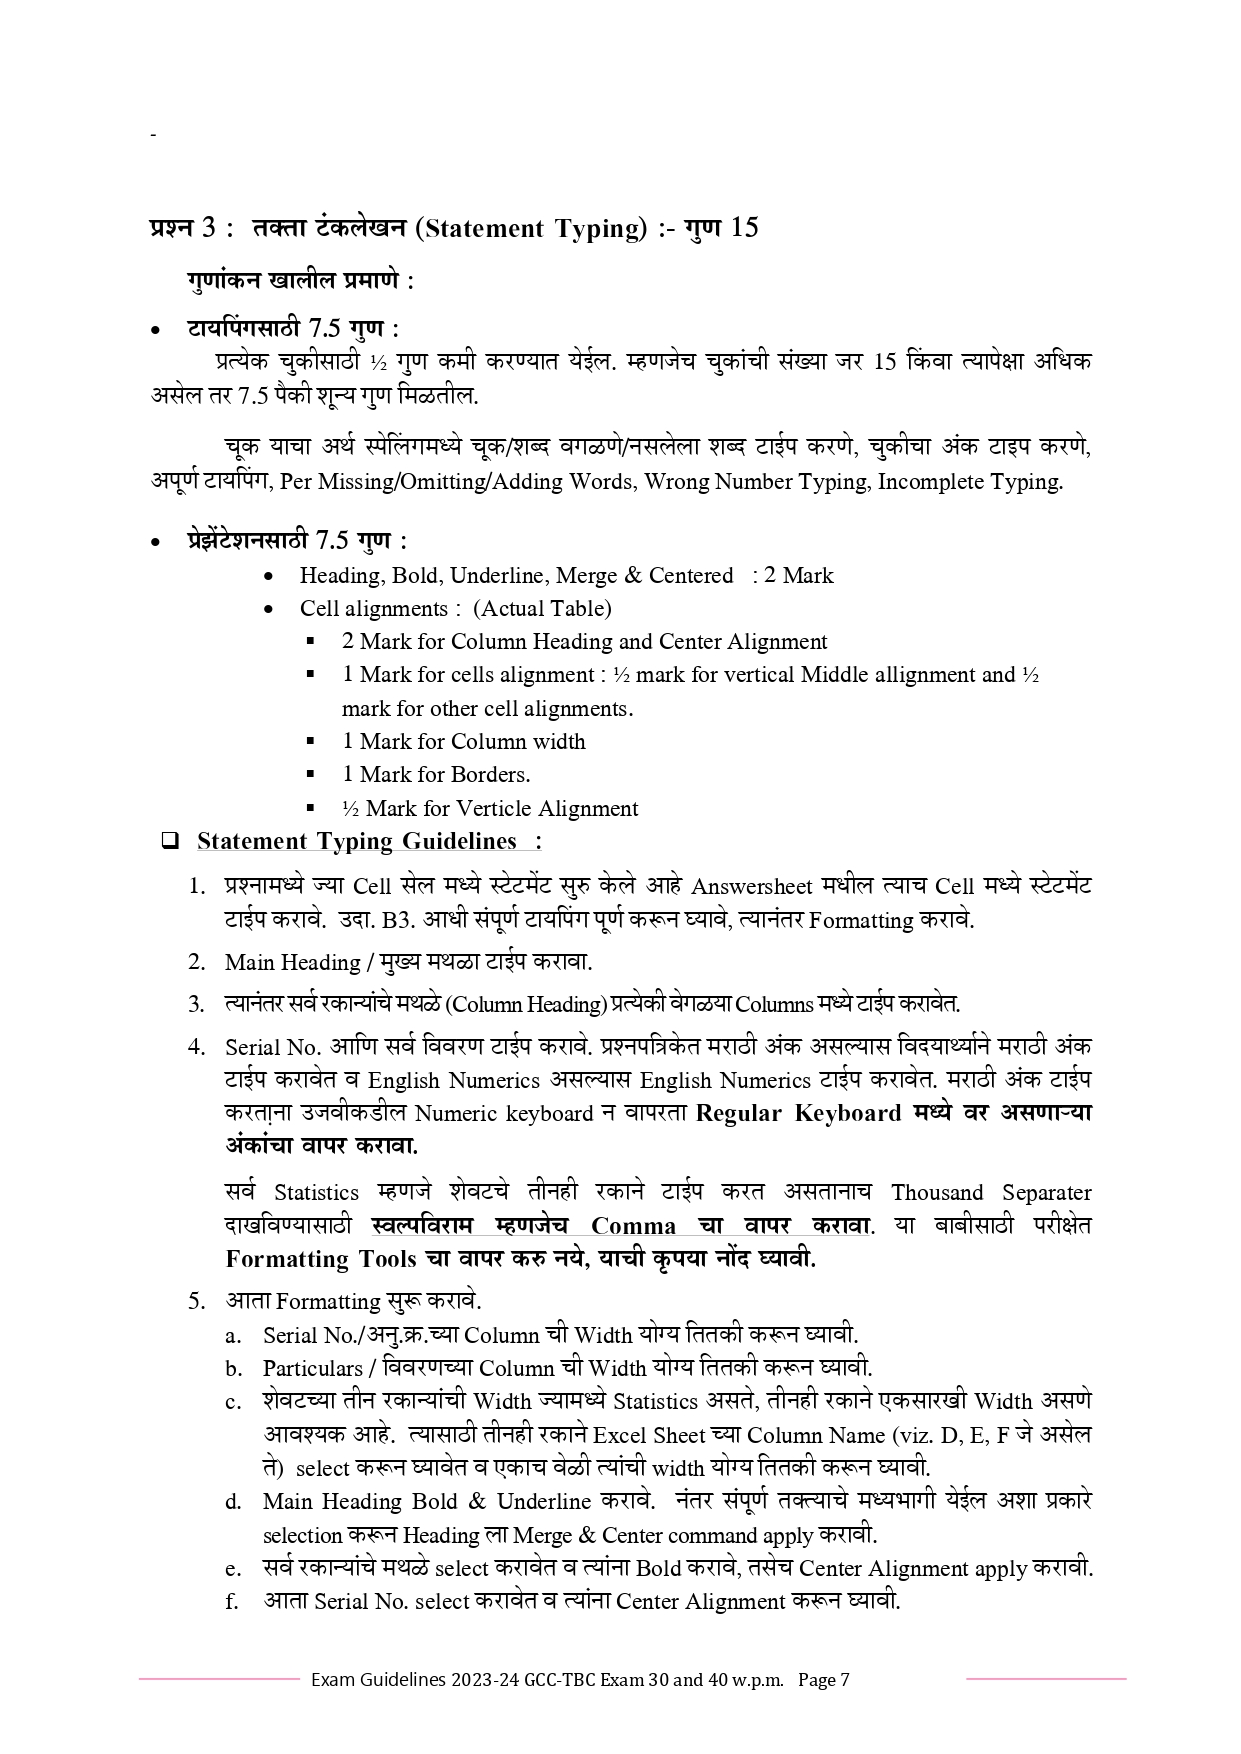 -
प्रश्न 3 : तक्ता टंकलेखन (Statement Typing) :- गुण 15
गुणांकन खालील प्रमाणे :
• टायपिंगसाठी 7.5 गुण :
प्रत्येक चुकीसाठी ½ गुण कमी करण्यात येईल. म्हणजेच चुकांची संख्या जर 15 किंवा त्यापेक्षा अधिक
असेल तर 7.5 पैकी शून्य गुण मिळतील.
चूक याचा अर्थ स्पेलिंगमध्ये चूक/शब्द वगळणे/नसलेला शब्द टाईप करणे, चुकीचा अंक टाइप करणे,
अपूर्ण टायपिंग, Per Missing/Omitting/Adding Words, Wrong Number Typing, Incomplete Typing.
• प्रेझेंटेशनसाठी 7.5 गुण :
• Heading, Bold, Underline, Merge & Centered : 2 Mark
• Cell alignments : (Actual Table)
▪ 2 Mark for Column Heading and Center Alignment
▪ 1 Mark for cells alignment : ½ mark for vertical Middle allignment and ½
mark for other cell alignments.
▪ 1 Mark for Column width
▪ 1 Mark for Borders.
▪ ½ Mark for Verticle Alignment
❑ Statement Typing Guidelines :
1. प्रश्नामध्ये ज्या Cell सेल मध्ये स्टेटमेंट सुरु केले आहे Answersheet मधील त्याच Cell मध्ये स्टेटमेंट
टाईप करावे. उदा. B3. आधी संपूर्ण टायपिंग पूर्ण करून घ्यावे, त्यानंतर Formatting करावे.
2. Main Heading / मुख्य मथळा टाईप करावा.
3. त्यानंतर सर्व रकान्यांचे मथळे (Column Heading) प्रत्येकी वेगळया Columns मध्ये टाईप करावेत.
4. Serial No. आणि सर्व विवरण टाईप करावे. प्रश्नपत्रिकेत मराठी अंक असल्यास विदयार्थ्याने मराठी अंक
टाईप करावेत व English Numerics असल्यास English Numerics टाईप करावेत. मराठी अंक टाईप
करताना उजवीकडील Numeric keyboard न वापरता Regular Keyboard मध्ये वर असणाऱ्या
अंकांचा वापर करावा.
सर्व Statistics म्हणजे शेवटचे तीनही रकाने टाईप करत असतानाच Thousand Separater
दाखविण्यासाठी स्वल्पविराम म्हणजेच Comma चा वापर करावा. या बाबीसाठी परीक्षेत
Formatting Tools चा वापर करु नये, याची कृपया नोंद घ्यावी.
5. आता Formatting सुरू करावे.
a. Serial No./अनु.क्र.च्या Column ची Width योग्य तितकी करून घ्यावी.
b. Particulars / विवरणच्या Column ची Width योग्य तितकी करून घ्यावी.
c. शेवटच्या तीन रकान्यांची Width ज्यामध्ये Statistics असते, तीनही रकाने एकसारखी Width असणे
आवश्यक आहे. त्यासाठी तीनही रकाने Excel Sheet च्या Column Name (viz. D, E, F जे असेल
ते) select करून घ्यावेत व एकाच वेळी त्यांची width योग्य तितकी करून घ्यावी.
d. Main Heading Bold & Underline करावे. नंतर संपूर्ण तक्त्याचे मध्यभागी येईल अशा प्रकारे
selection करून Heading ला Merge & Center command apply करावी.
e. सर्व रकान्यांचे मथळे select करावेत व त्यांना Bold करावे, तसेच Center Alignment apply करावी.
f. आता Serial No. select करावेत व त्यांना Center Alignment करून घ्यावी.
Exam Guidelines 2023-24 GCC-TBC Exam 30 and 40 w.p.m. Page 7